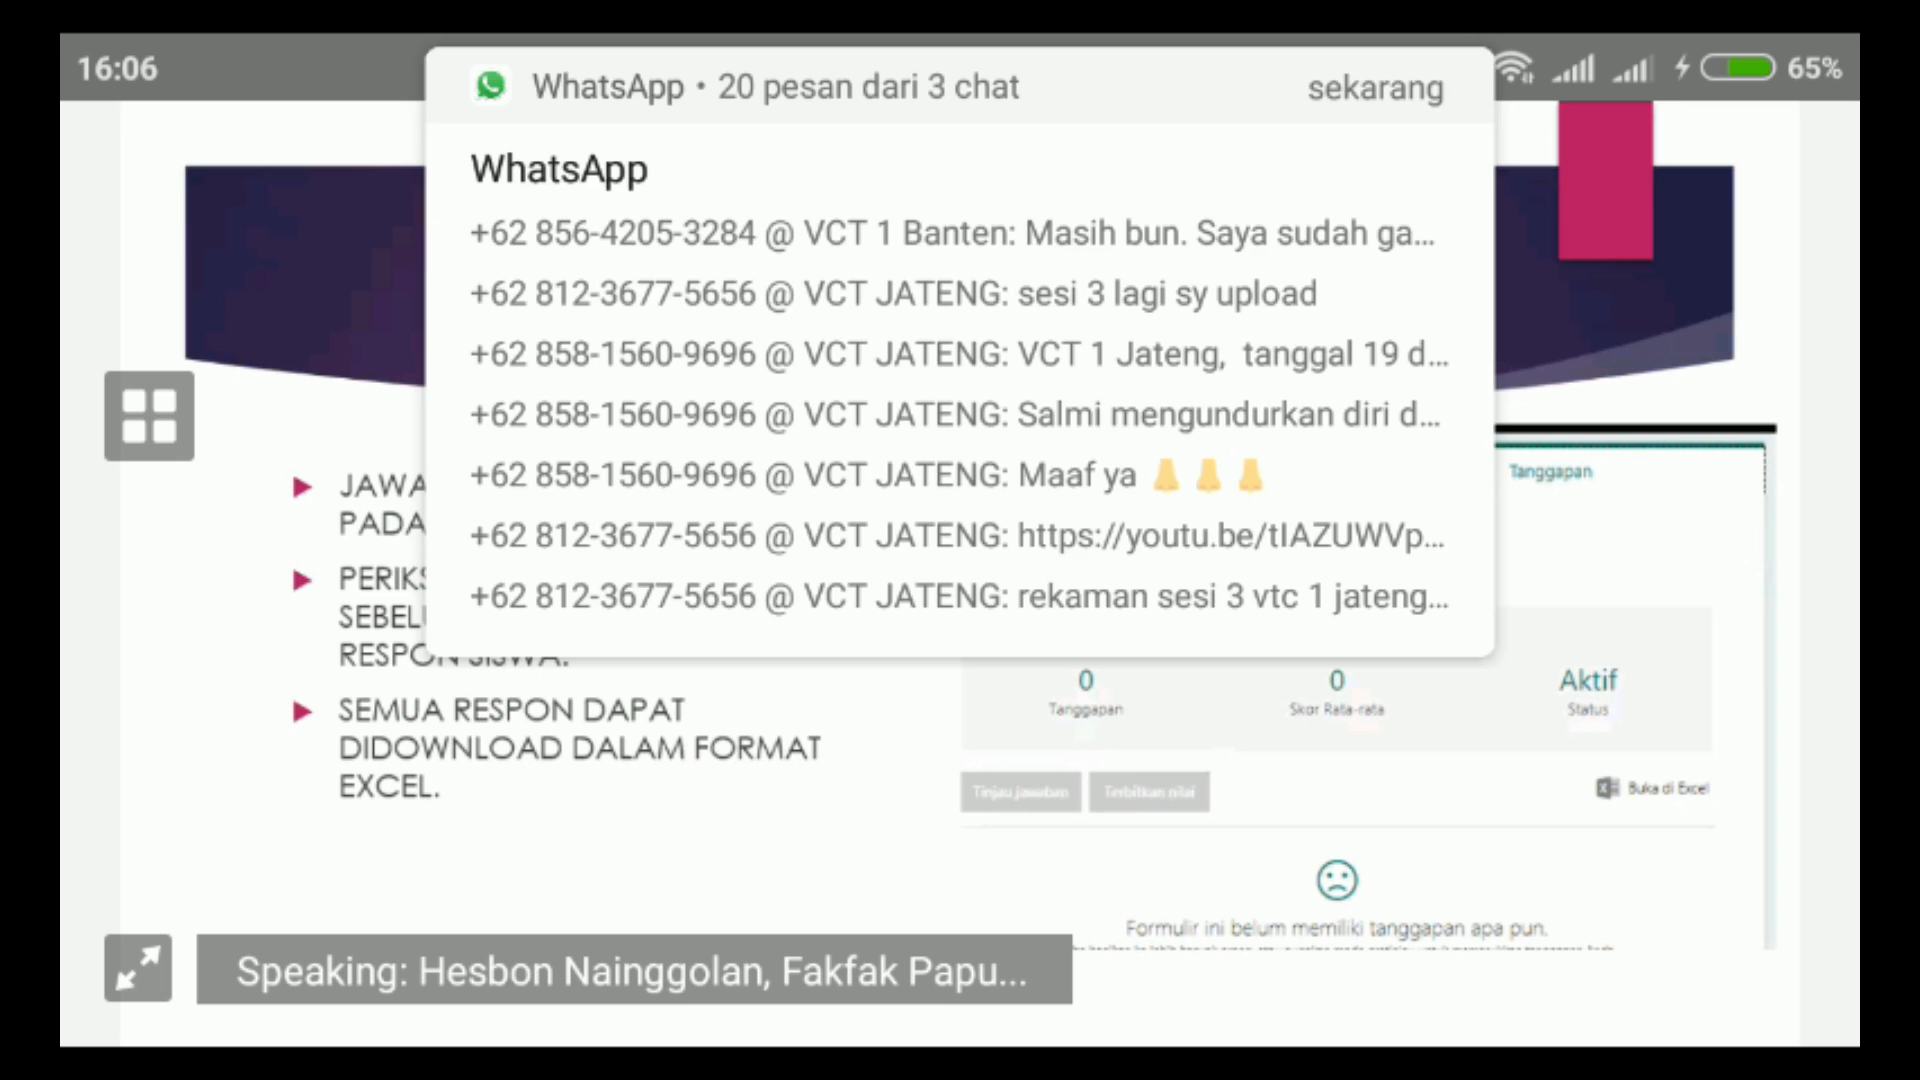 16:06
65%
WhatsApp • 20 pesan dari 3 chat
sekarang
WhatsApp
+62 856-4205-3284 @ VCT 1 Banten: Masih bun. Saya sudah ga...
+62 812-3677-5656 @ VCT JATENG: sesi 3 lagi sy upload
+62 858-1560-9696 @ VCT JATENG: VCT 1 Jateng,  tanggal 19 d...
+62 858-1560-9696 @ VCT JATENG: Salmi mengundurkan diri d...
+62 858-1560-9696 @ VCT JATENG: Maaf ya 👃👃👃
+62 812-3677-5656 @ VCT JATENG: https://youtu.be/tIAZUWVp...
+62 812-3677-5656 @ VCT JATENG: rekaman sesi 3 vtc 1 jateng...
PADA
SEMUA RESPON DAPAT
DIDOWNLOAD DALAM FORMAT
EXCEL.
Tanggapan
0
Tanggapan
0
Skor Rata-rata
Aktif
Status
Tinjau jawaban
Terbitkan nilai
Buka di Excel
Formulir ini belum memiliki tanggapan apa pun.
Speaking: Hesbon Nainggolan, Fakfak Papu...